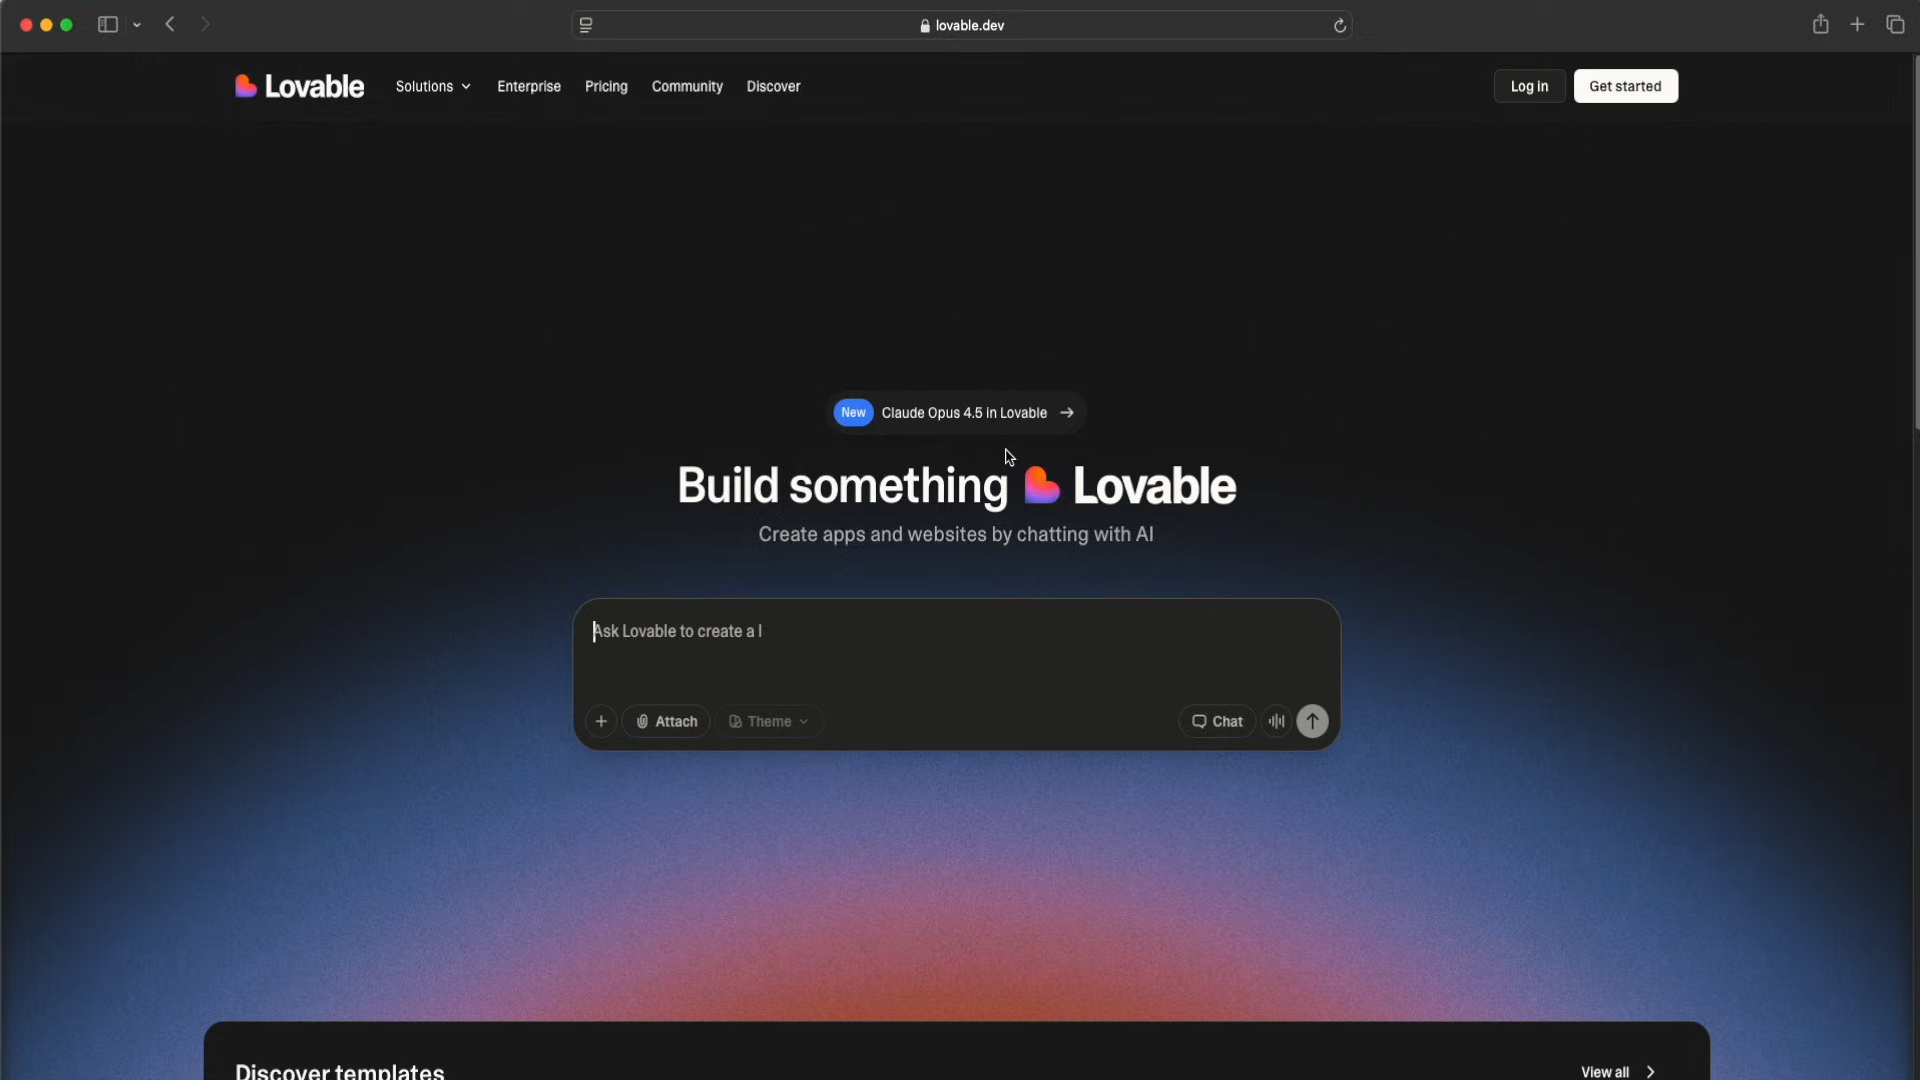 lovable.dev
Lovable
Solutions
Enterprise
Pricing
Community
Discover
Log in
Get started
New
Claude Opus 4.5 in Lovable
Build something Lovable
Create apps and websites by chatting with AI
Ask Lovable to create a l
Attach
Theme
Chat
Discover templates
View all